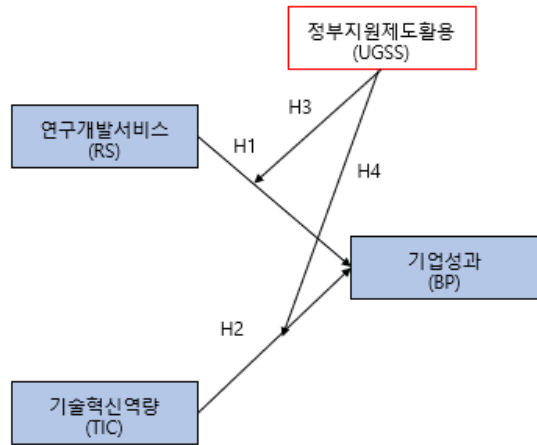 정부지원제도활용
(UGSS)
H3
연구개발서비스
(RS)
H1
H4
기업성과
(BP)
H2
기술혁신역량
(TIC)